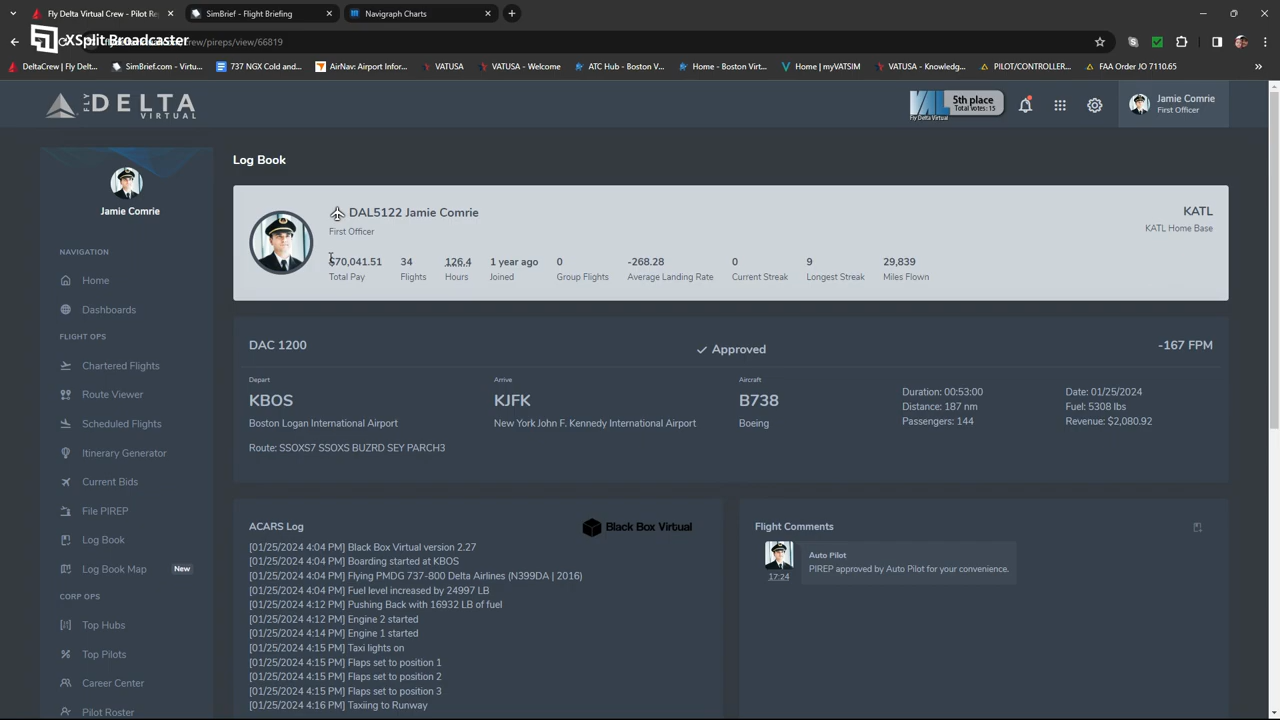 Fly Delta Virtual Crew – Pilot Re
SimBrief - Flight Briefing
Navigraph Charts
XSplit Broadcaster
crew/pireps/view/66819
DeltaCrew | Fly Delt...
SimBrief.com - Virtu...
737 NGX Cold and...
AirNav: Airport Infor...
VATUSA
VATUSA - Welcome
ATC Hub - Boston V...
Home - Boston Virt...
Home | myVATSIM
VATUSA - Knowledg...
PILOT/CONTROLLER...
FAA Order JO 7110.65
FLY DELTA VIRTUAL
VAL
Fly Delta Virtual
5th place
Total Votes: 15
Jamie Comrie
First Officer
Jamie Comrie
NAVIGATION
Home
Dashboards
FLIGHT OPS
Chartered Flights
Route Viewer
Scheduled Flights
Itinerary Generator
Current Bids
File PIREP
Log Book
Log Book Map New
CORP OPS
Top Hubs
Top Pilots
Career Center
Pilot Roster
Log Book
DAL5122 Jamie Comrie
First Officer
KATL
KATL Home Base
$70,041.51 34 126.4 1 year ago 0 -268.28 0 9 29,839
Total Pay Flights Hours Joined Group Flights Average Landing Rate Current Streak Longest Streak Miles Flown
DAC 1200
Approved
-167 FPM
Depart
KBOS
Boston Logan International Airport
Arrive
KJFK
New York John F. Kennedy International Airport
Aircraft
B738
Boeing
Duration: 00:53:00
Distance: 187 nm
Passengers: 144
Date: 01/25/2024
Fuel: 5308 lbs
Revenue: $2,080.92
Route: SSOXS7 SSOXS BUZRD SEY PARCH3
ACARS Log
Black Box Virtual
[01/25/2024 4:04 PM] Black Box Virtual version 2.27
[01/25/2024 4:04 PM] Boarding started at KBOS
[01/25/2024 4:04 PM] Flying PMDG 737-800 Delta Airlines (N399DA | 2016)
[01/25/2024 4:04 PM] Fuel level increased by 24997 LB
[01/25/2024 4:12 PM] Pushing Back with 16932 LB of fuel
[01/25/2024 4:12 PM] Engine 2 started
[01/25/2024 4:14 PM] Engine 1 started
[01/25/2024 4:15 PM] Taxi lights on
[01/25/2024 4:15 PM] Flaps set to position 1
[01/25/2024 4:15 PM] Flaps set to position 2
[01/25/2024 4:15 PM] Flaps set to position 3
[01/25/2024 4:16 PM] Taxiing to Runway
Flight Comments
Auto Pilot
PIREP approved by Auto Pilot for your convenience.
17:24